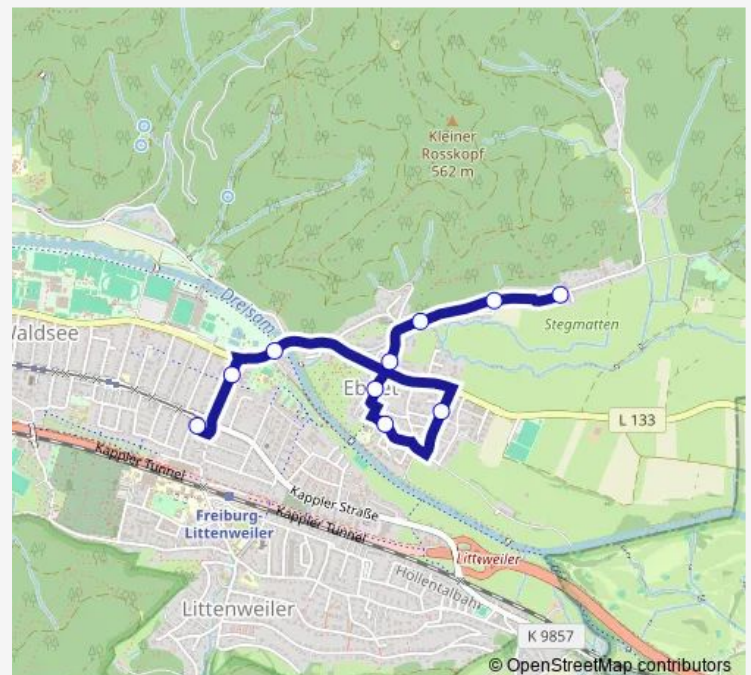 Kleiner
Rosskopf
562 m
Dreisam
Waldsee
Stegmatten
L 133
Kappler Tunnel
Kappler Straße
Freiburg-
Littenweiler
Kappler Tunnel
Littenweiler
Höllentalbahn
Littenweiler
K 9857
© OpenStreetMap contributors